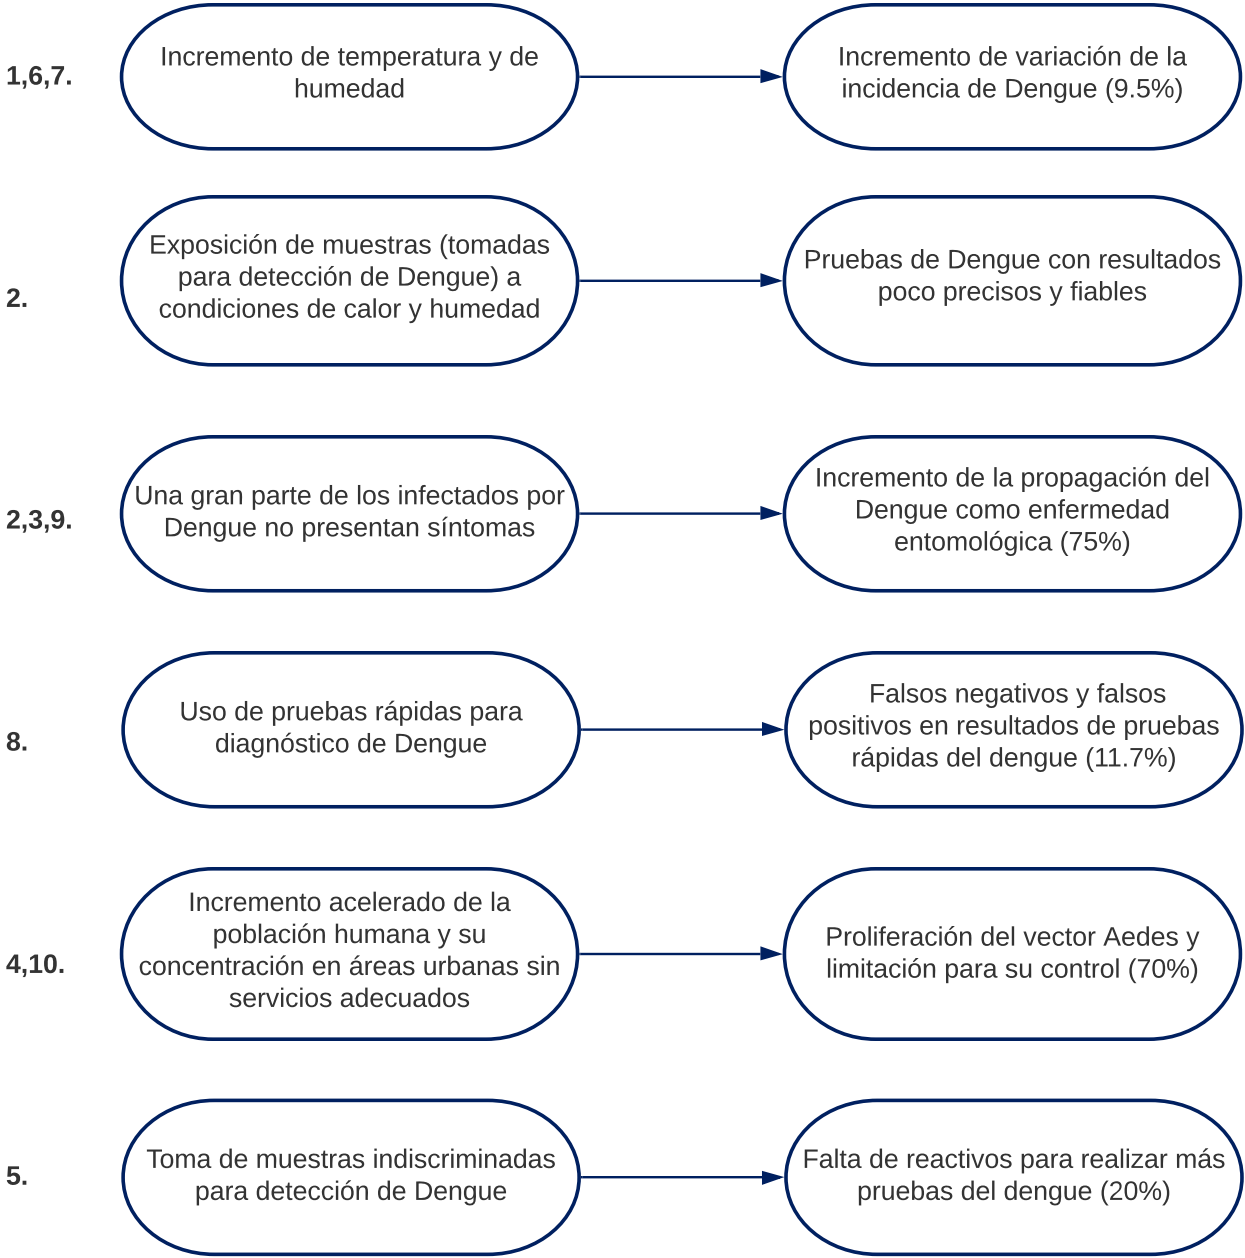 1,6,7.
Incremento de temperatura y de
humedad
Incremento de variación de la
incidencia de Dengue (9.5%)
2.
Exposición de muestras (tomadas
para detección de Dengue) a
condiciones de calor y humedad
Pruebas de Dengue con resultados
poco precisos y fiables
2,3,9.
Una gran parte de los infectados por
Dengue no presentan síntomas
Incremento de la propagación del
Dengue como enfermedad
entomológica (75%)
8.
Uso de pruebas rápidas para
diagnóstico de Dengue
Falsos negativos y falsos
positivos en resultados de pruebas
rápidas del dengue (11.7%)
4,10.
Incremento acelerado de la
población humana y su
concentración en áreas urbanas sin
servicios adecuados
Proliferación del vector Aedes y
limitación para su control (70%)
5.
Toma de muestras indiscriminadas
para detección de Dengue
Falta de reactivos para realizar más
pruebas del dengue (20%)